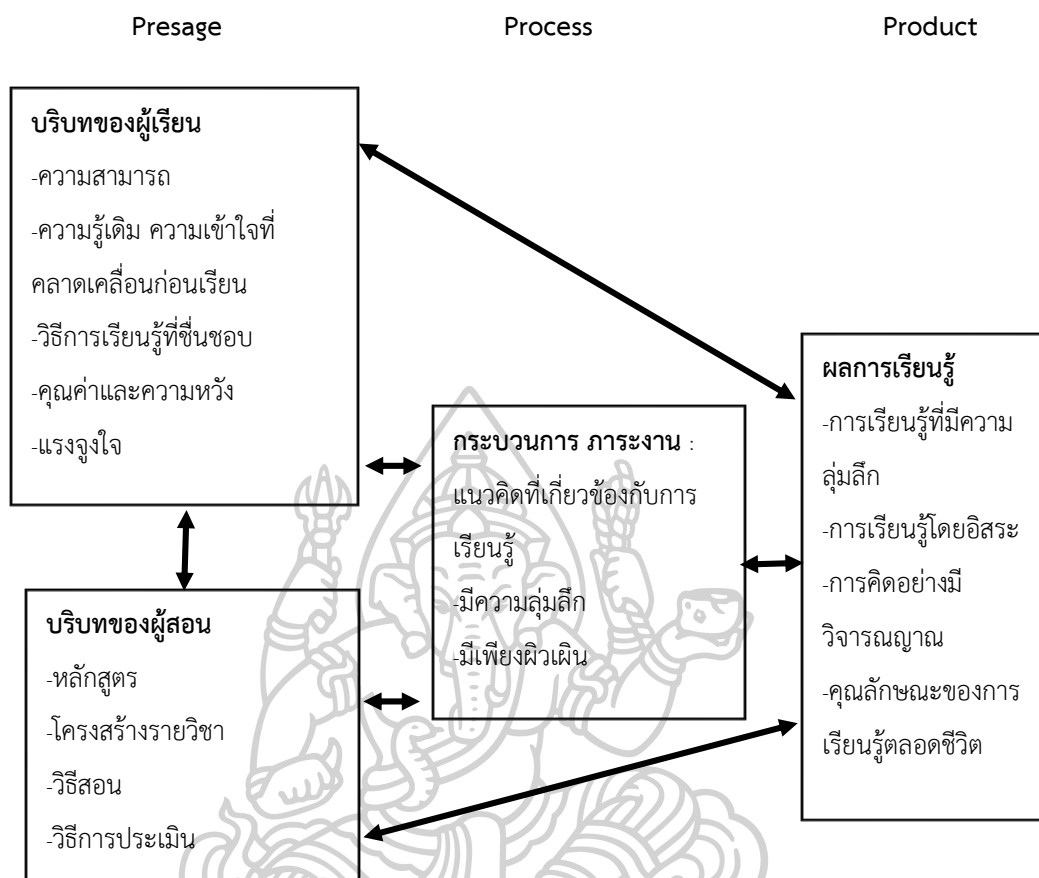 Presage Process Product
บริบทของผู้เรียน
-ความสามารถ
-ความรู้เดิม ความเข้าใจที่
คลาดเคลื่อนก่อนเรียน
-วิธีการเรียนรู้ที่ชื่นชอบ
-คุณค่าและความหวัง
-แรงจูงใจ
บริบทของผู้สอน
-หลักสูตร
-โครงสร้างรายวิชา
-วิธีสอน
-วิธีการประเมิน
กระบวนการ ภาระงาน :
แนวคิดที่เกี่ยวข้องกับการ
เรียนรู้
-มีความลุ่มลึก
-มีเพียงผิวเผิน
ผลการเรียนรู้
-การเรียนรู้ที่มีความ
ลุ่มลึก
-การเรียนรู้โดยอิสระ
-การคิดอย่างมี
วิจารณญาณ
-คุณลักษณะของการ
เรียนรู้ตลอดชีวิต